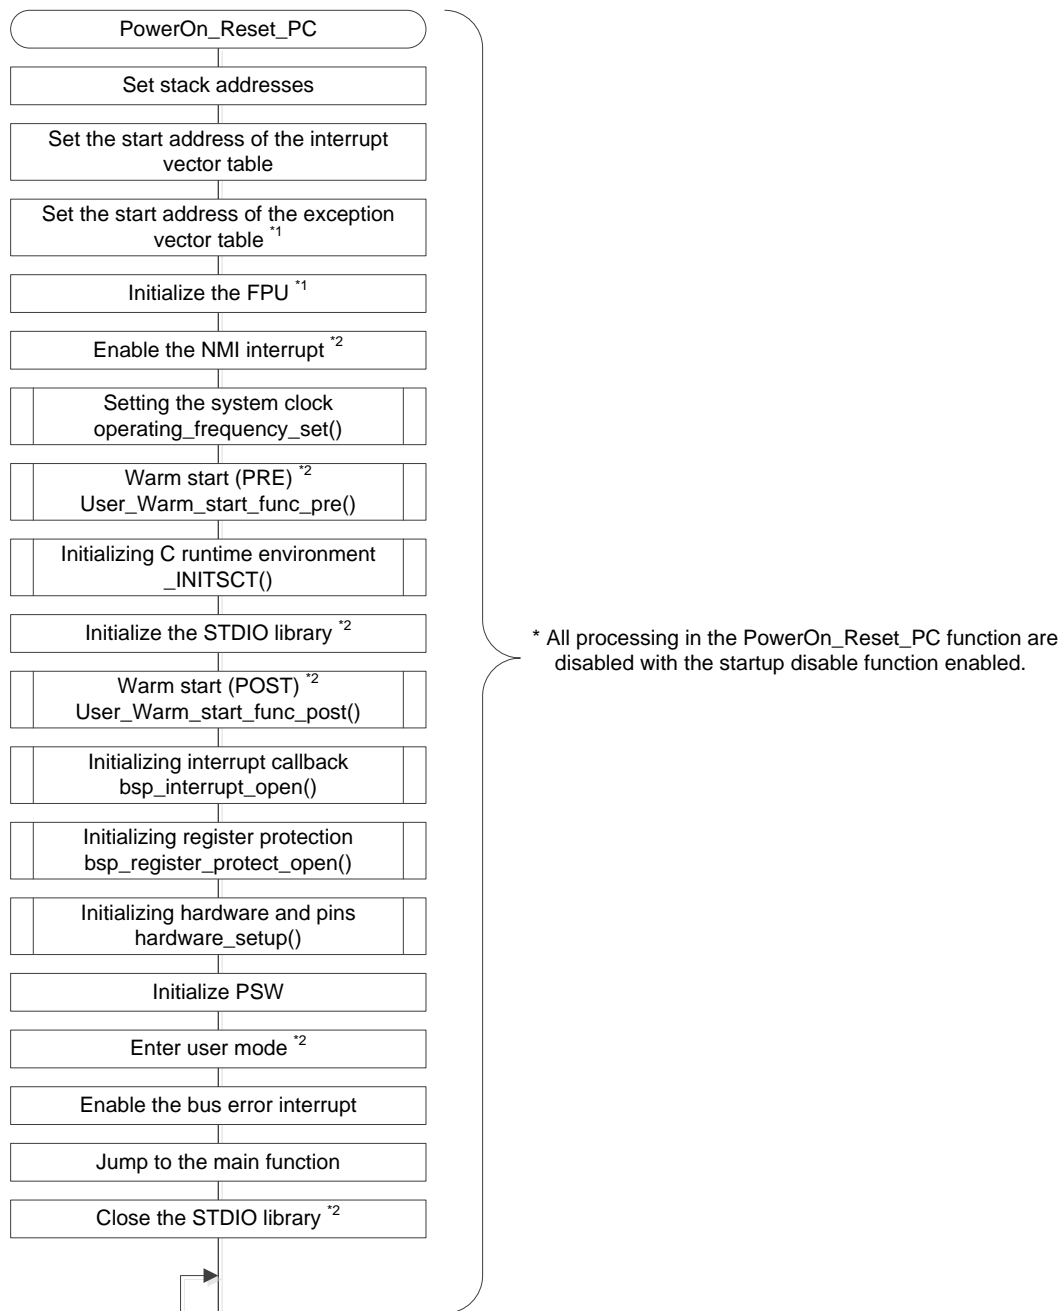 PowerOn_Reset_PC
Set stack addresses
Set the start address of the interrupt
vector table
Set the start address of the exception
vector table *1
Initialize the FPU *1
Enable the NMI interrupt *2
Setting the system clock
operating_frequency_set()
Warm start (PRE) *2
User_Warm_start_func_pre()
Initializing C runtime environment
_INITSCT()
Initialize the STDIO library *2
Warm start (POST) *2
User_Warm_start_func_post()
Initializing interrupt callback
bsp_interrupt_open()
Initializing register protection
bsp_register_protect_open()
Initializing hardware and pins
hardware_setup()
Initialize PSW
Enter user mode *2
Enable the bus error interrupt
Jump to the main function
Close the STDIO library *2
* All processing in the PowerOn_Reset_PC function are
disabled with the startup disable function enabled.